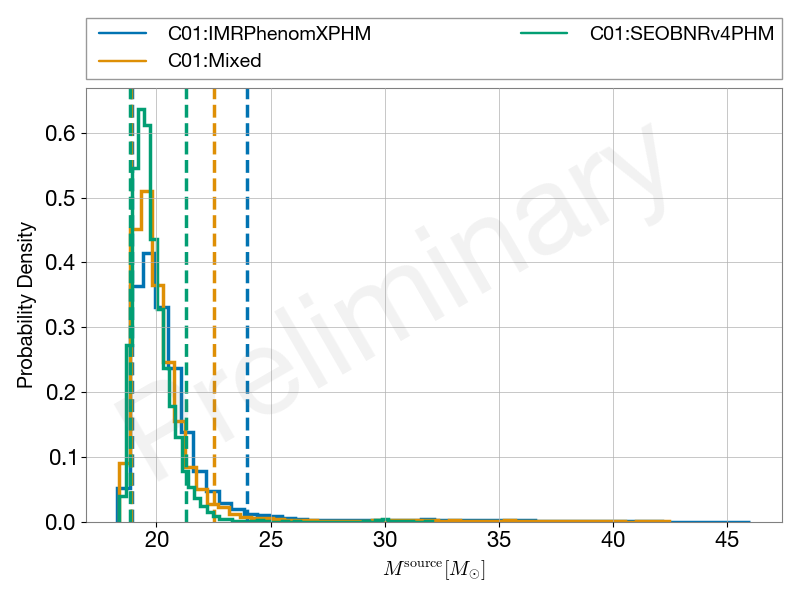 C01:IMRPhenomXPHM
C01:Mixed
C01:SEOBNRv4PHM
Preliminary
Probability Density
0.6
0.5
0.4
0.3
0.2
0.1
0.0
20 25 30 35 40 45
M^source [M_⊙]